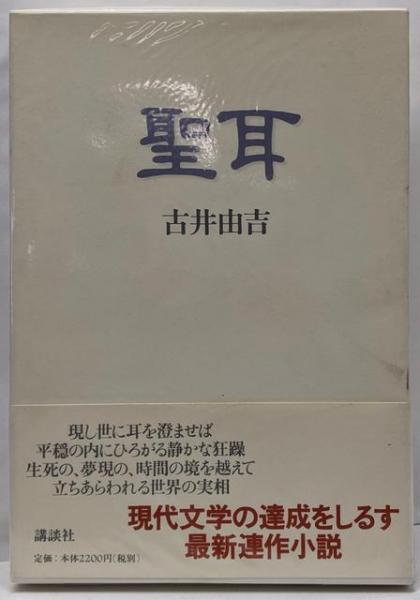 聖耳
古井由吉
現し世に耳を澄ませば
平穏の内にひろがる静かな狂躁
生死の、夢現の、時間の境を越えて
立ちあらわれる世界の実相
現代文学の達成をしるす
最新連作小説
講談社
定価：本体2200円（税別）